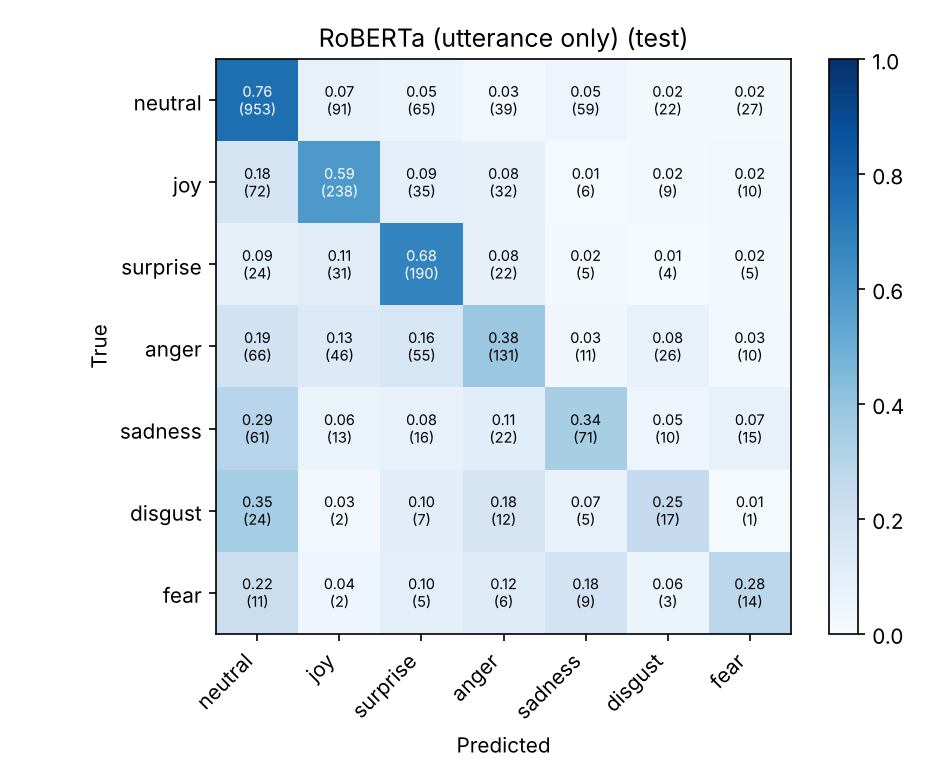 RoBERTa (utterance only) (test)
neutral 0.76 0.07 0.05 0.03 0.05 0.02 0.02
(953) (91) (65) (39) (59) (22) (27)
joy 0.18 0.59 0.09 0.08 0.01 0.02 0.02
(72) (238) (35) (32) (6) (9) (10)
surprise 0.09 0.11 0.68 0.08 0.02 0.01 0.02
(24) (31) (190) (22) (5) (4) (5)
anger 0.19 0.13 0.16 0.38 0.03 0.08 0.03
(66) (46) (55) (131) (11) (26) (10)
sadness 0.29 0.06 0.08 0.11 0.34 0.05 0.07
(61) (13) (16) (22) (71) (10) (15)
disgust 0.35 0.03 0.10 0.18 0.07 0.25 0.01
(24) (2) (7) (12) (5) (17) (1)
fear 0.22 0.04 0.10 0.12 0.18 0.06 0.28
(11) (2) (5) (6) (9) (3) (14)
True
neutral joy surprise anger sadness disgust fear
Predicted
1.0
0.8
0.6
0.4
0.2
0.0